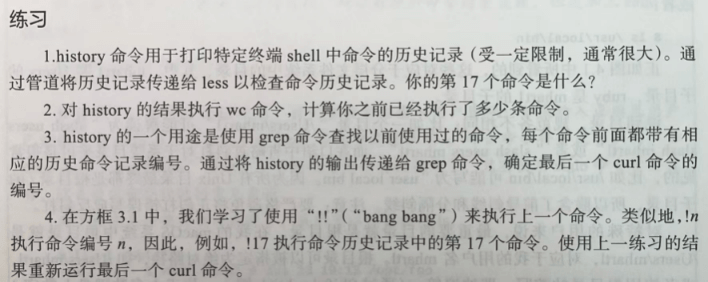 练习
1.history 命令用于打印特定终端 shell 中命令的历史记录（受一定限制，通常很大）。通
过管道将历史记录传递给 less 以检查命令历史记录。你的第 17 个命令是什么？
2. 对 history 的结果执行 wc 命令，计算你之前已经执行了多少条命令。
3. history 的一个用途是使用 grep 命令查找以前使用过的命令，每个命令前面都带有相
应的历史命令记录编号。通过将 history 的输出传递给 grep 命令，确定最后一个 curl 命令的
编号。
4. 在方框 3.1 中，我们学习了使用“!!”（“bang bang”）来执行上一个命令。类似地，!n
执行命令编号 n，因此，例如，!17 执行命令历史记录中的第 17 个命令。使用上一练习的结
果重新运行最后一个 curl 命令。